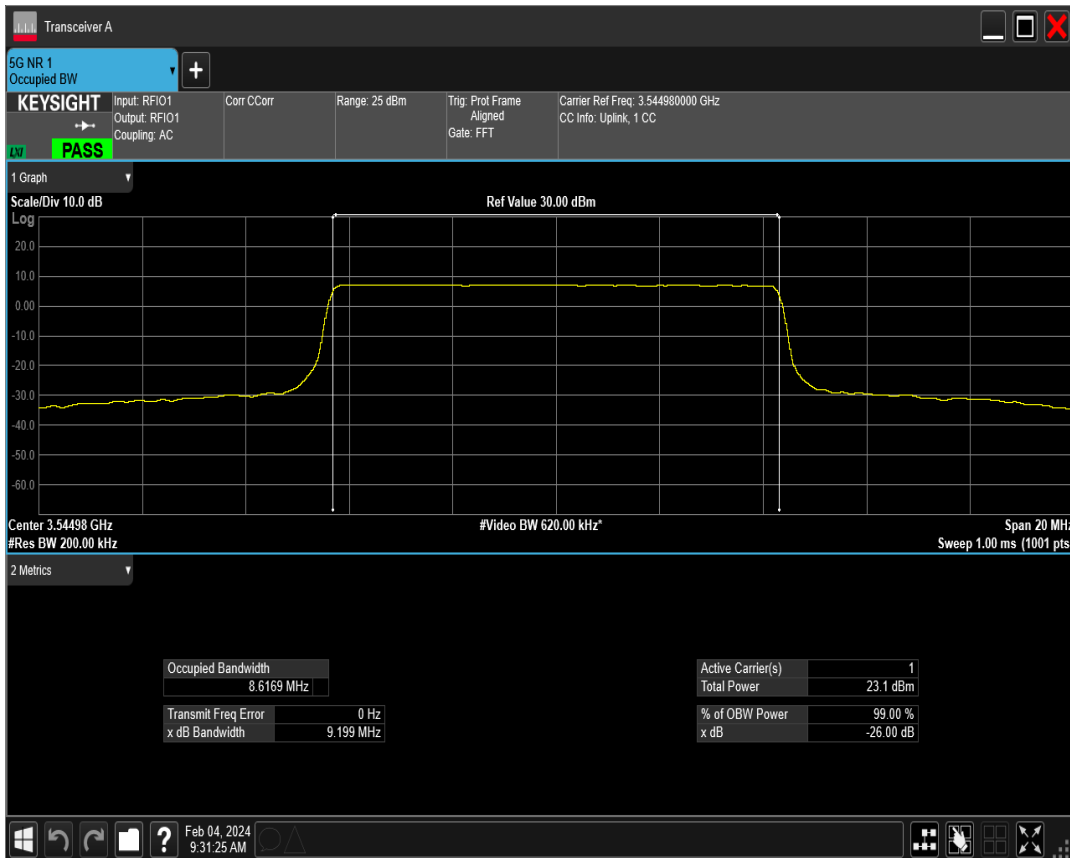 Transceiver A
5G NR 1
Occupied BW
+
KEYSIGHT
LXI
PASS
Input: RFIO1
Output: RFIO1
Coupling: AC
Corr CCorr
Range: 25 dBm
Trig: Prot Frame
Aligned
Gate: FFT
Carrier Ref Freq: 3.544980000 GHz
CC Info: Uplink, 1 CC
1 Graph
Scale/Div 10.0 dB
Ref Value 30.00 dBm
Log
20.0
10.0
0.00
-10.0
-20.0
-30.0
-40.0
-50.0
-60.0
Center 3.54498 GHz
#Video BW 620.00 kHz*
Span 20 MHz
#Res BW 200.00 kHz
Sweep 1.00 ms (1001 pts
2 Metrics
Occupied Bandwidth
8.6169 MHz
Transmit Freq Error 0 Hz
x dB Bandwidth 9.199 MHz
Active Carrier(s) 1
Total Power 23.1 dBm
% of OBW Power 99.00 %
x dB -26.00 dB
?
Feb 04, 2024
9:31:25 AM